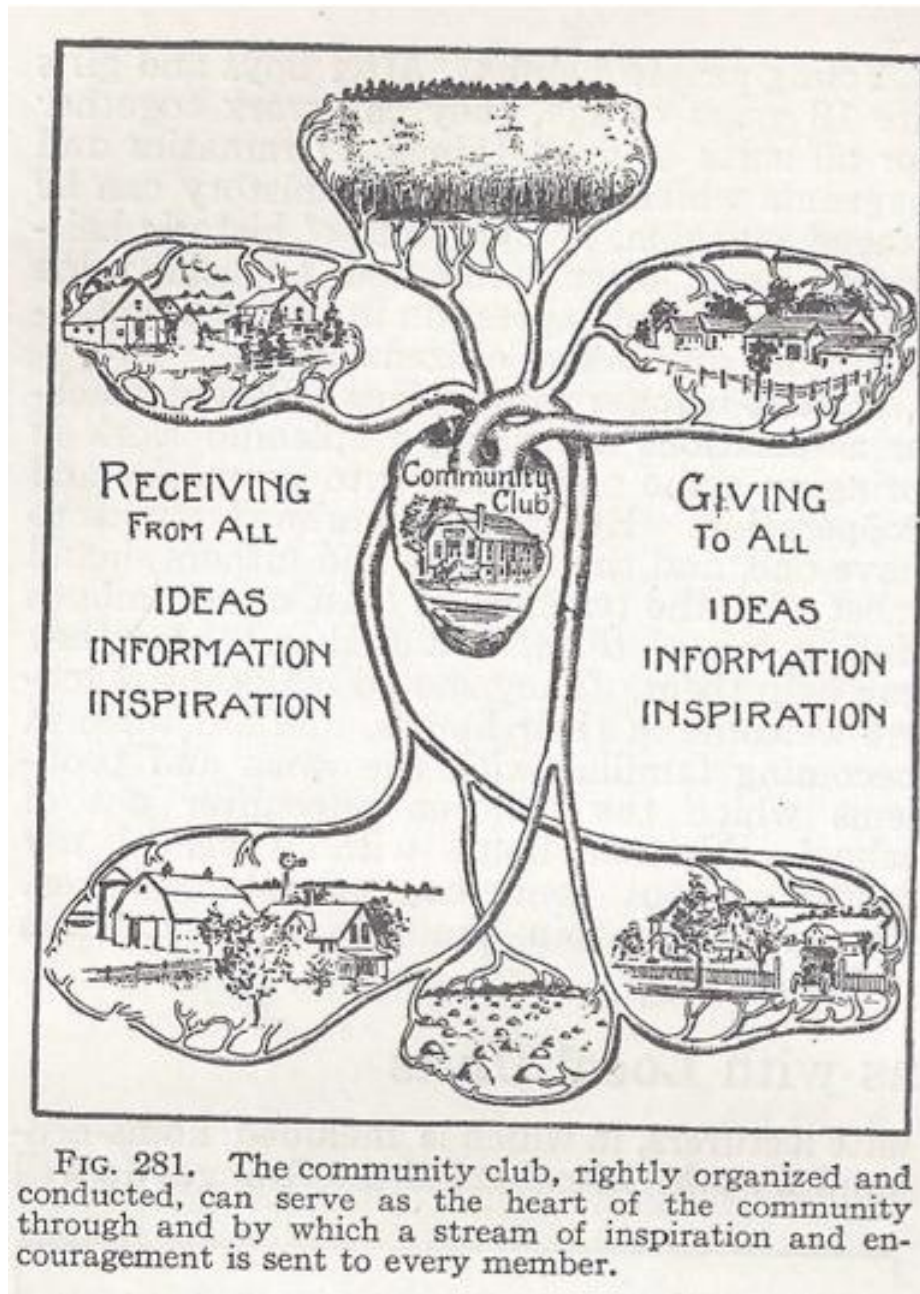 Community
Club
RECEIVING
FROM ALL
IDEAS
INFORMATION
INSPIRATION
GIVING
TO ALL
IDEAS
INFORMATION
INSPIRATION
FIG. 281. The community club, rightly organized and
conducted, can serve as the heart of the community
through and by which a stream of inspiration and en-
couragement is sent to every member.